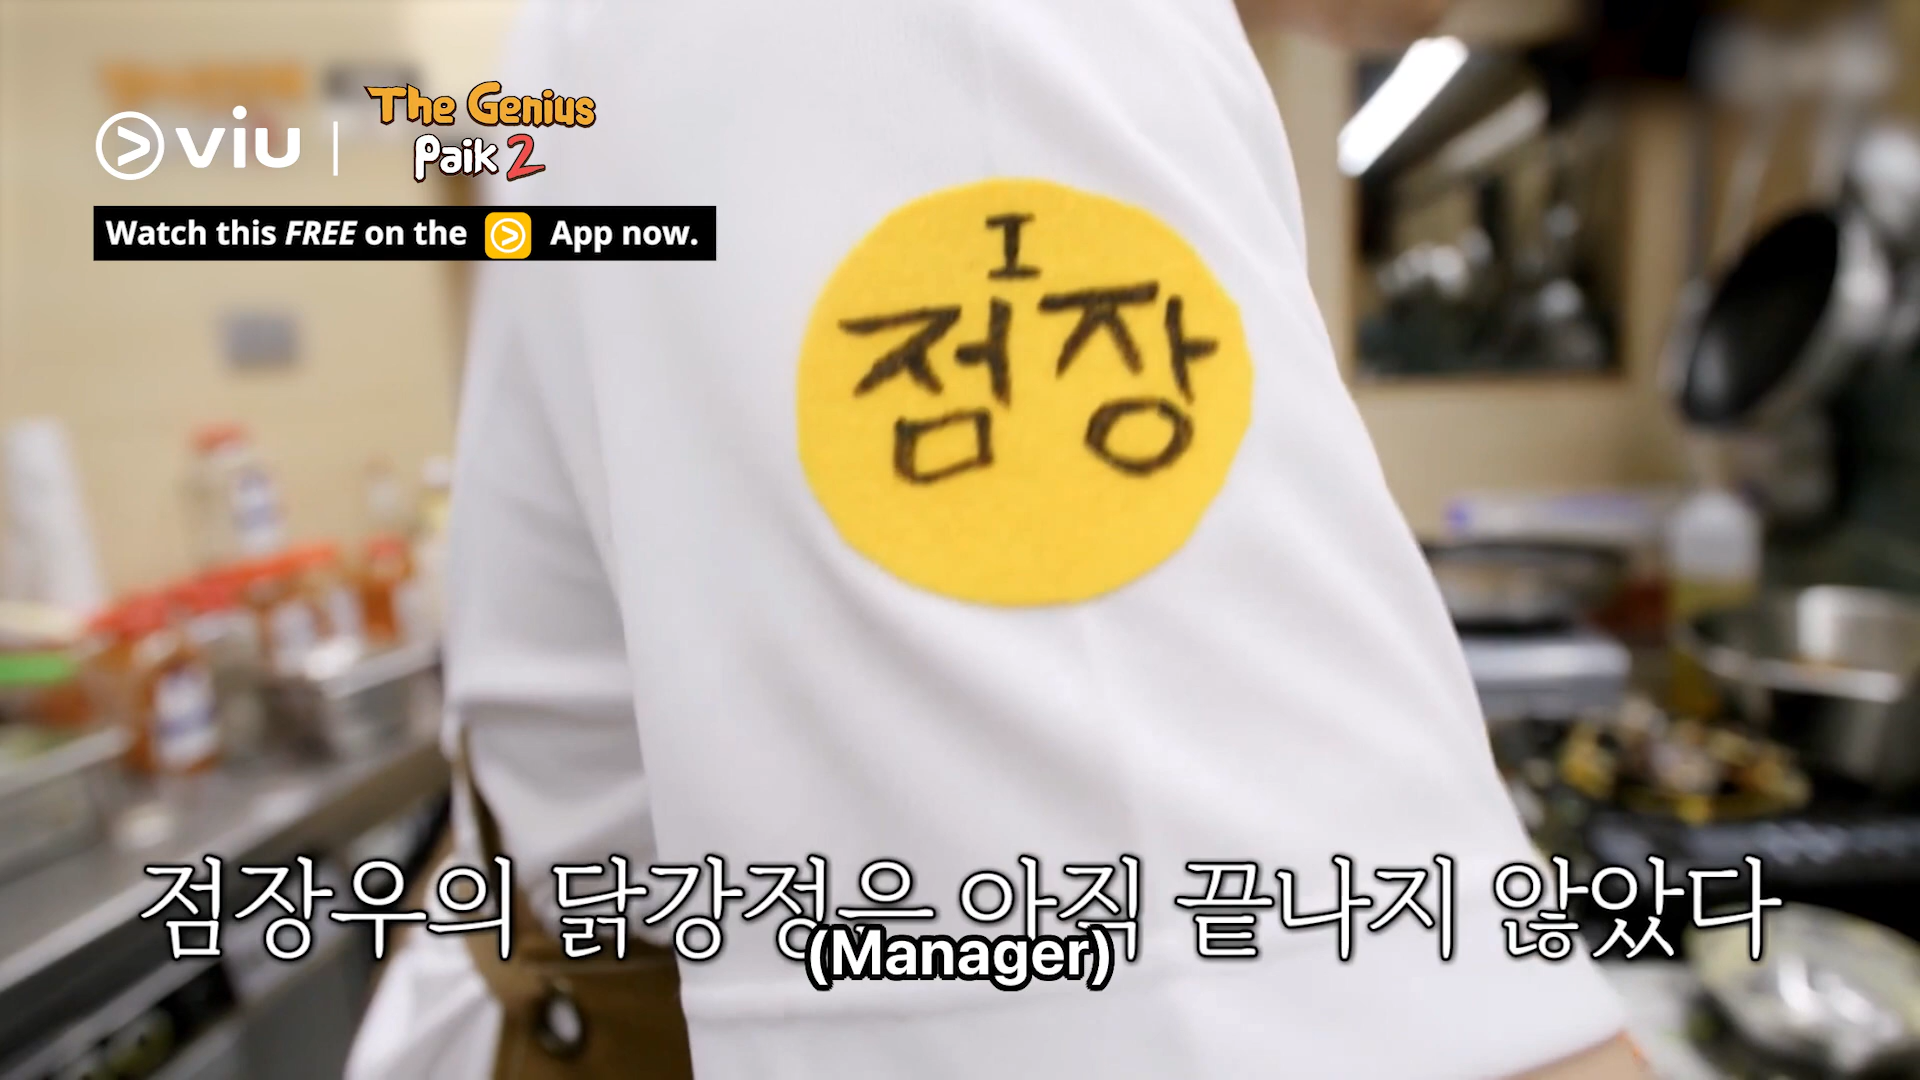 viu
The Genius
Paik 2
Watch this FREE on the App now.
I
점장
점장우의 닭강정은 아직 끝나지 않았다
(Manager)